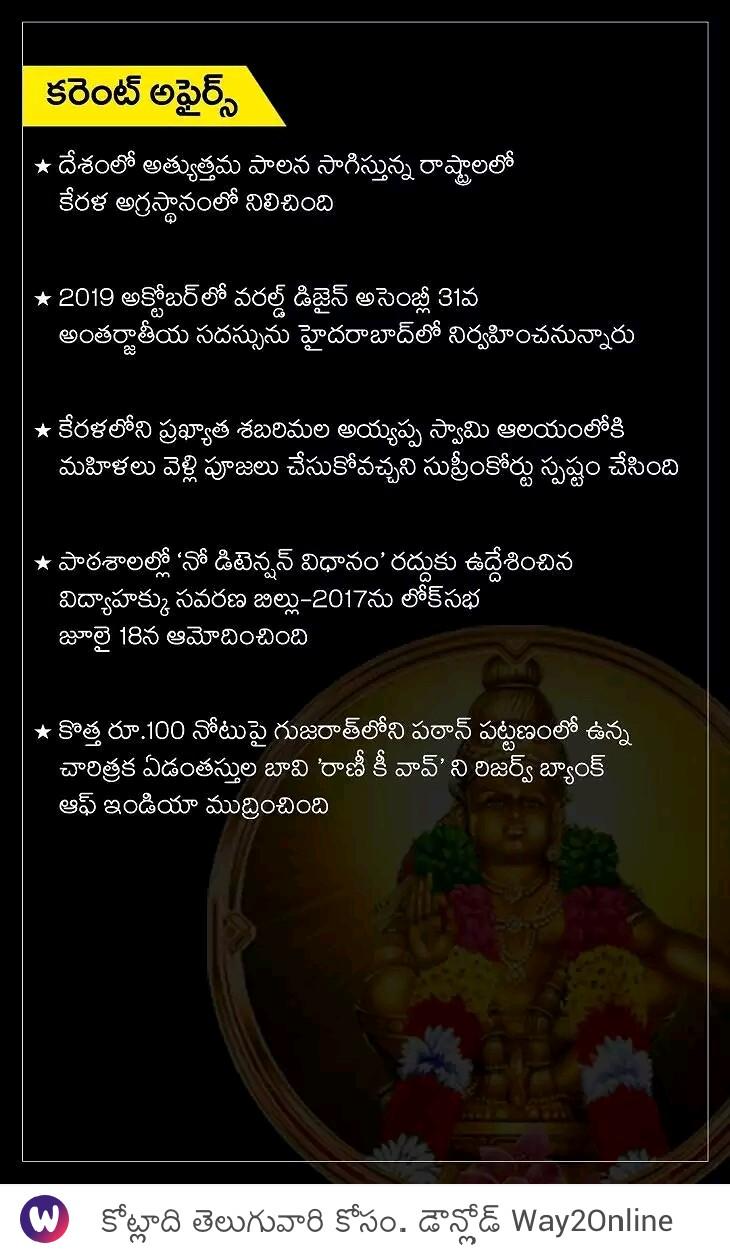 కరెంట్ అఫైర్స్
★ దేశంలో అత్యుత్తమ పాలన సాగిస్తున్న రాష్ట్రాలలో
కేరళ అగ్రస్థానంలో నిలిచింది
★ 2019 అక్టోబర్‌లో వరల్డ్ డిజైన్ అసెంబ్లీ 31వ
అంతర్జాతీయ సదస్సును హైదరాబాద్‌లో నిర్వహించనున్నారు
★ కేరళలోని ప్రఖ్యాత శబరిమల అయ్యప్ప స్వామి ఆలయంలోకి
మహిళలు వెళ్లి పూజలు చేసుకోవచ్చని సుప్రీంకోర్టు స్పష్టం చేసింది
★ పాఠశాలల్లో ‘నో డిటెన్షన్ విధానం’ రద్దుకు ఉద్దేశించిన
విద్యాహక్కు సవరణ బిల్లు-2017ను లోక్‌సభ
జూలై 18న ఆమోదించింది
★ కొత్త రూ.100 నోటుపై గుజరాత్‌లోని పఠాన్ పట్టణంలో ఉన్న
చారిత్రక ఏడంతస్తుల బావి ’రాణీ కీ వావ్’ ని రిజర్వ్ బ్యాంక్
ఆఫ్ ఇండియా ముద్రించింది
W కోట్లాది తెలుగువారి కోసం. డౌన్లోడ్ Way2Online